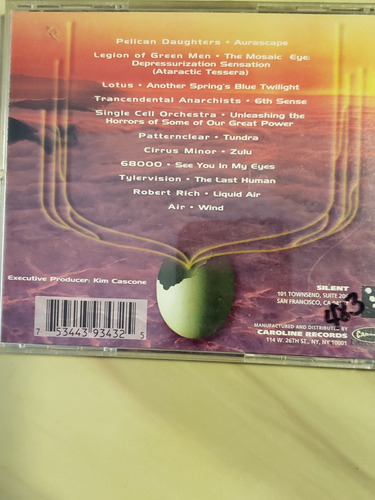 Pelican Daughters • Aurascape
Legion of Green Men • The Mosaic Eye:
Depressurization Sensation
(Ataractic Tessera)
Lotus • Another Spring's Blue Twilight
Trancendental Anarchists • 6th Sense
Single Cell Orchestra • Unleashing the
Horrors of Some of Our Great Power
Patternclear • Tundra
Cirrus Minor • Zulu
68000 • See You In My Eyes
Tylervision • The Last Human
Robert Rich • Liquid Air
Air • Wind
Executive Producer: Kim Cascone
7 53443 93432 5
SILENT
101 TOWNSEND, SUITE
SAN FRANCISCO, CA
483
MANUFACTURED AND DISTRIBUTED BY
CAROLINE RECORDS
114 W. 26TH ST., NY, NY 10001